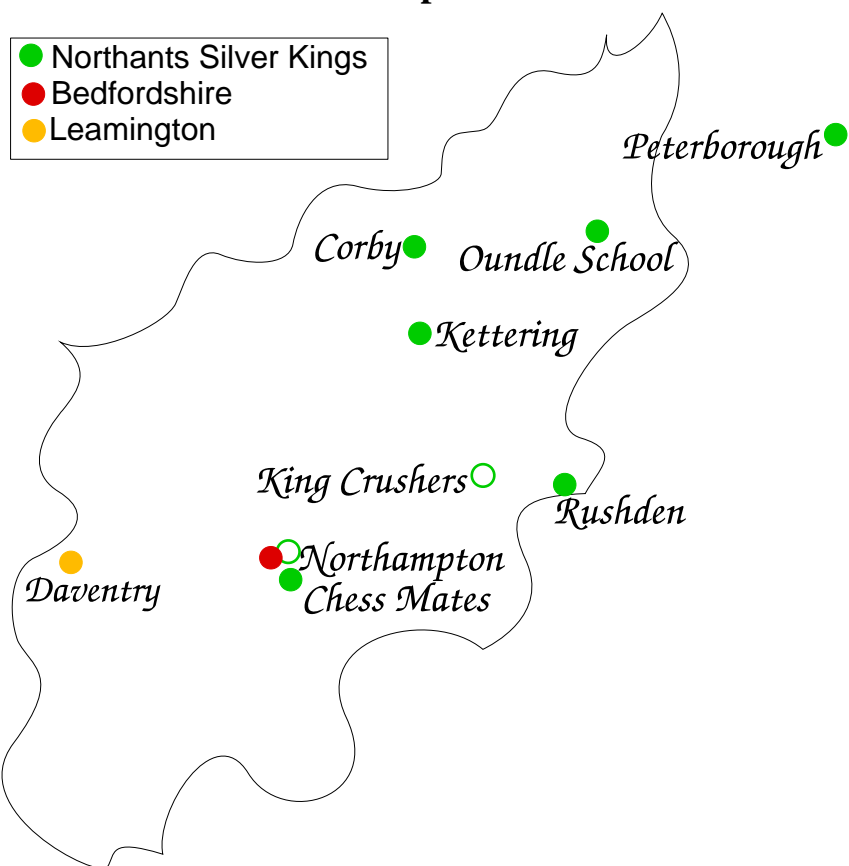 Northants Silver Kings
Bedfordshire
Leamington
Peterborough
Corby
Oundle School
Kettering
King Crushers
Rushden
Northampton
Daventry
Chess Mates